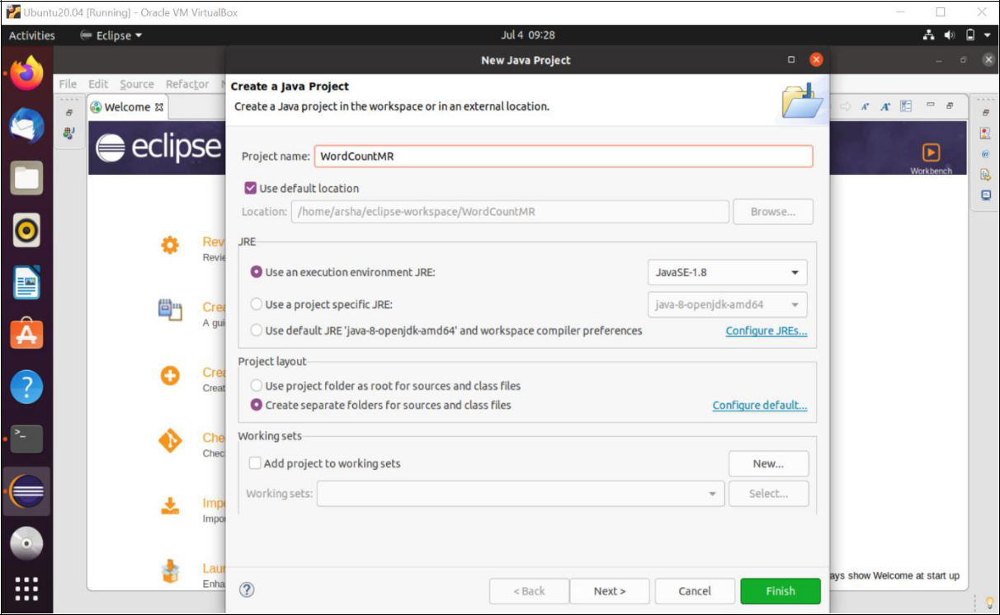 Ubuntu20.04 [Running] - Oracle VM VirtualBox
Activities Eclipse Jul 4 09:28
New Java Project
File Edit Source Refactor
Create a Java Project
Create a Java project in the workspace or in an external location.
Welcome
eclipse
Workbench
Project name: WordCountMR
Use default location
Location: /home/arsha/eclipse-workspace/WordCountMR Browse...
JRE
Use an execution environment JRE: JavaSE-1.8
Use a project specific JRE: java-8-openjdk-amd64
Use default JRE 'java-8-openjdk-amd64' and workspace compiler preferences Configure JREs...
Project layout
Use project folder as root for sources and class files
Create separate folders for sources and class files Configure default...
Working sets
Add project to working sets New...
Working sets: Select...
Rev
Revie
Crea
A gui
Crea
Creat
Che
Chec
Impo
Impor
Laun
Enha
ays show Welcome at start up
< Back Next > Cancel Finish